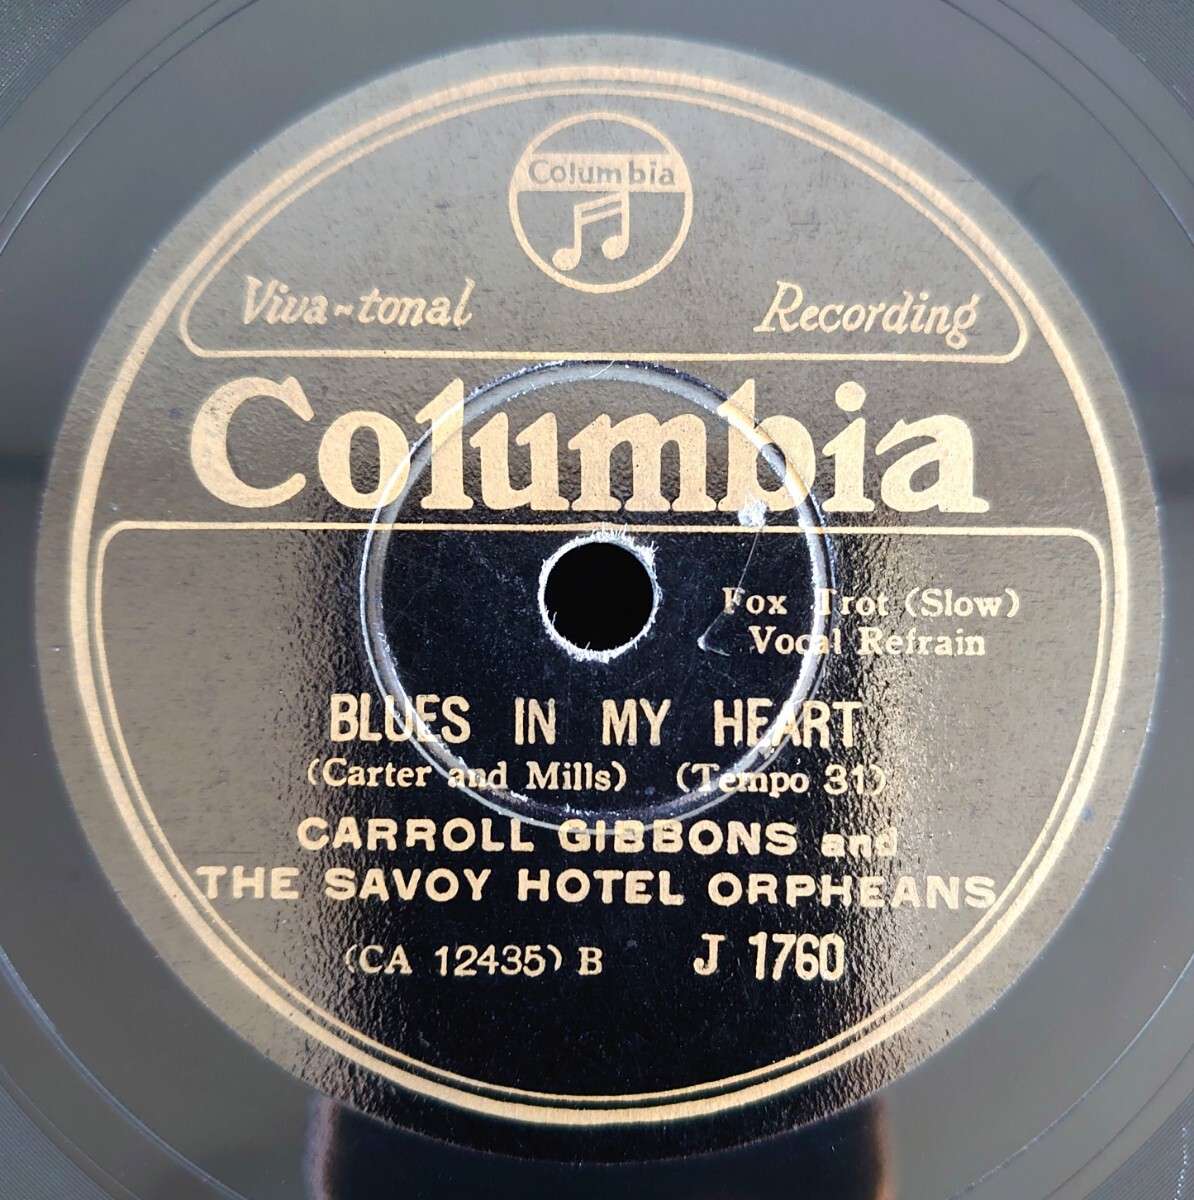 Columbia
Viva-tonal Recording
Columbia
Fox Trot (Slow)
Vocal Refrain
BLUES IN MY HEART
(Carter and Mills) (Tempo 31)
CARROLL GIBBONS and
THE SAVOY HOTEL ORPHEANS
(CA 12435) B J 1760